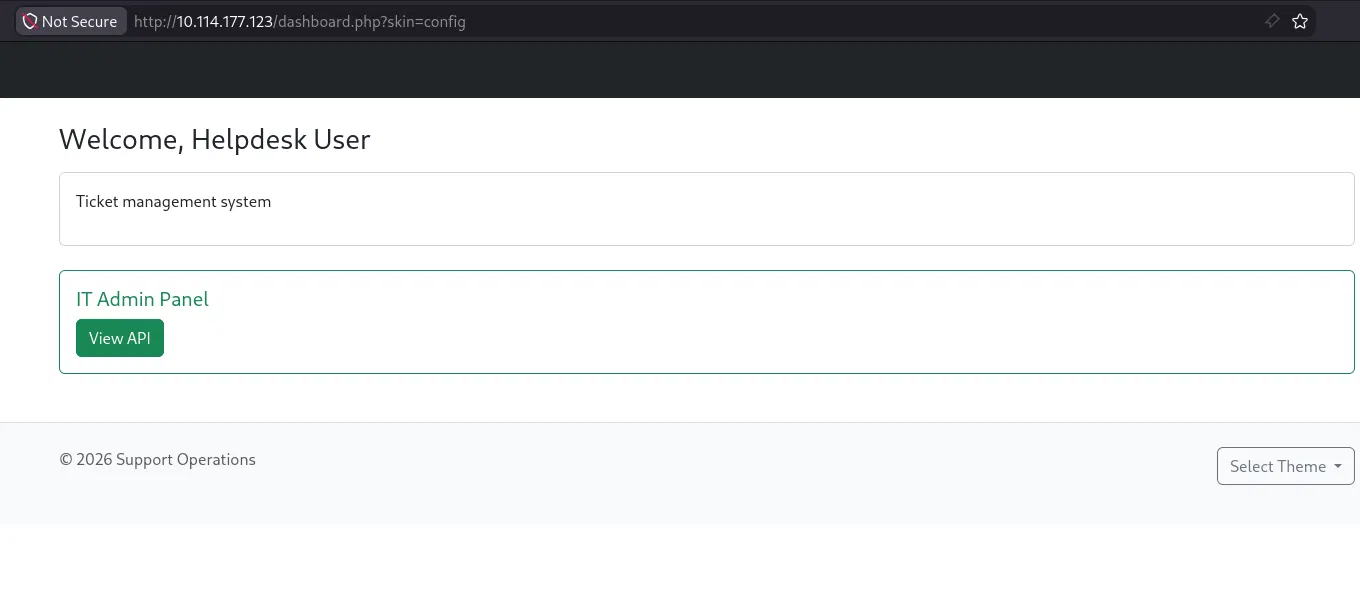 Not Secure http://10.114.177.123/dashboard.php?skin=config
Welcome, Helpdesk User
Ticket management system
IT Admin Panel
View API
© 2026 Support Operations
Select Theme